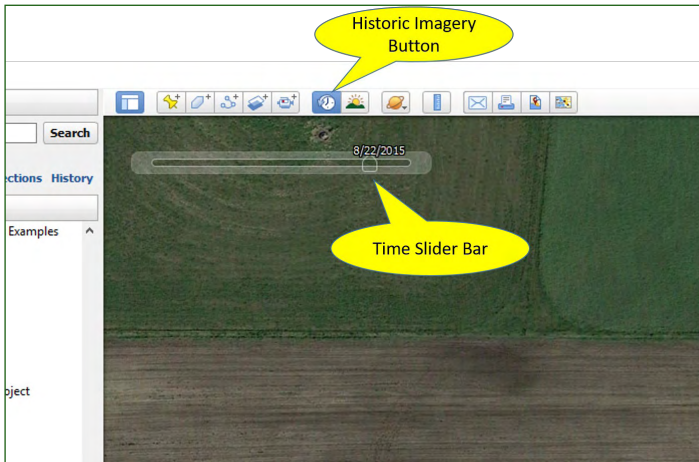 Historic Imagery
Button
Search
ections History
8/22/2015
Examples
Time Slider Bar
oject